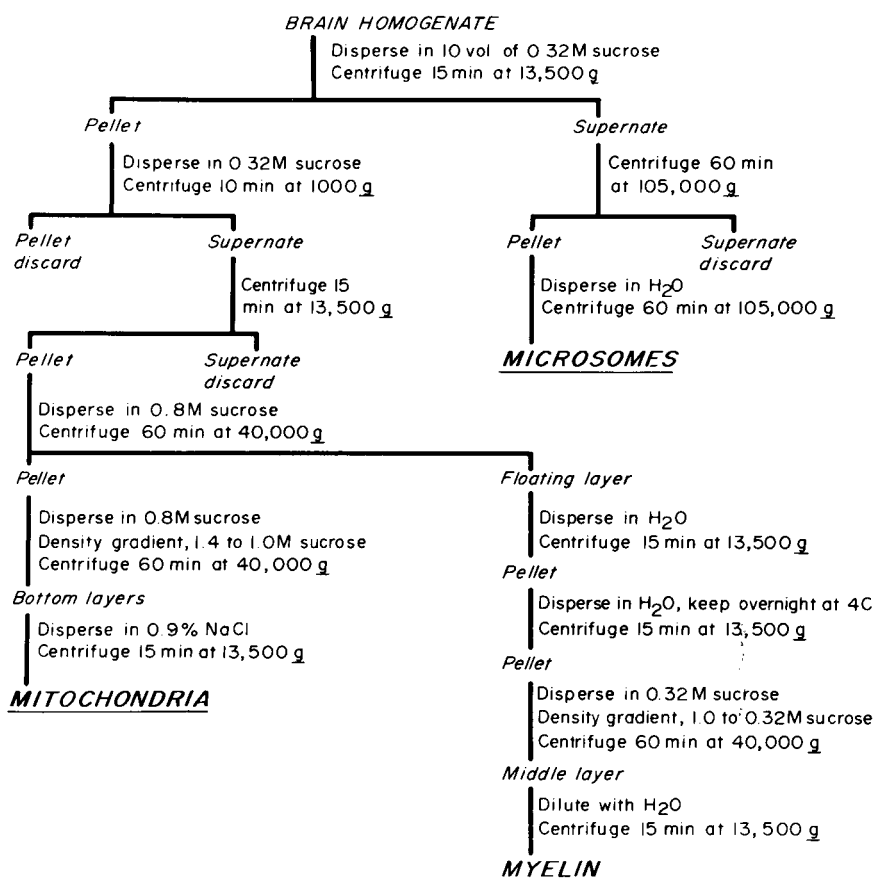 BRAIN HOMOGENATE
Disperse in 10 vol of 0.32M sucrose
Centrifuge 15 min at 13,500 g
Pellet
Supernate
Disperse in 0.32M sucrose
Centrifuge 10 min at 1000 g
Centrifuge 60 min
at 105,000 g
Pellet
discard
Supernate
Pellet
Supernate
discard
Centrifuge 15
min at 13,500 g
Disperse in H2O
Centrifuge 60 min at 105,000 g
MICROSOMES
Pellet
Supernate
discard
Disperse in 0.8M sucrose
Centrifuge 60 min at 40,000 g
Pellet
Disperse in 0.8M sucrose
Density gradient, 1.4 to 1.0M sucrose
Centrifuge 60 min at 40,000 g
Bottom layers
Disperse in 0.9% NaCl
Centrifuge 15 min at 13,500 g
MITOCHONDRIA
Floating layer
Disperse in H2O
Centrifuge 15 min at 13,500 g
Pellet
Disperse in H2O, keep overnight at 4C
Centrifuge 15 min at 13,500 g
Pellet
Disperse in 0.32M sucrose
Density gradient, 1.0 to 0.32M sucrose
Centrifuge 60 min at 40,000 g
Middle layer
Dilute with H2O
Centrifuge 15 min at 13,500 g
MYELIN